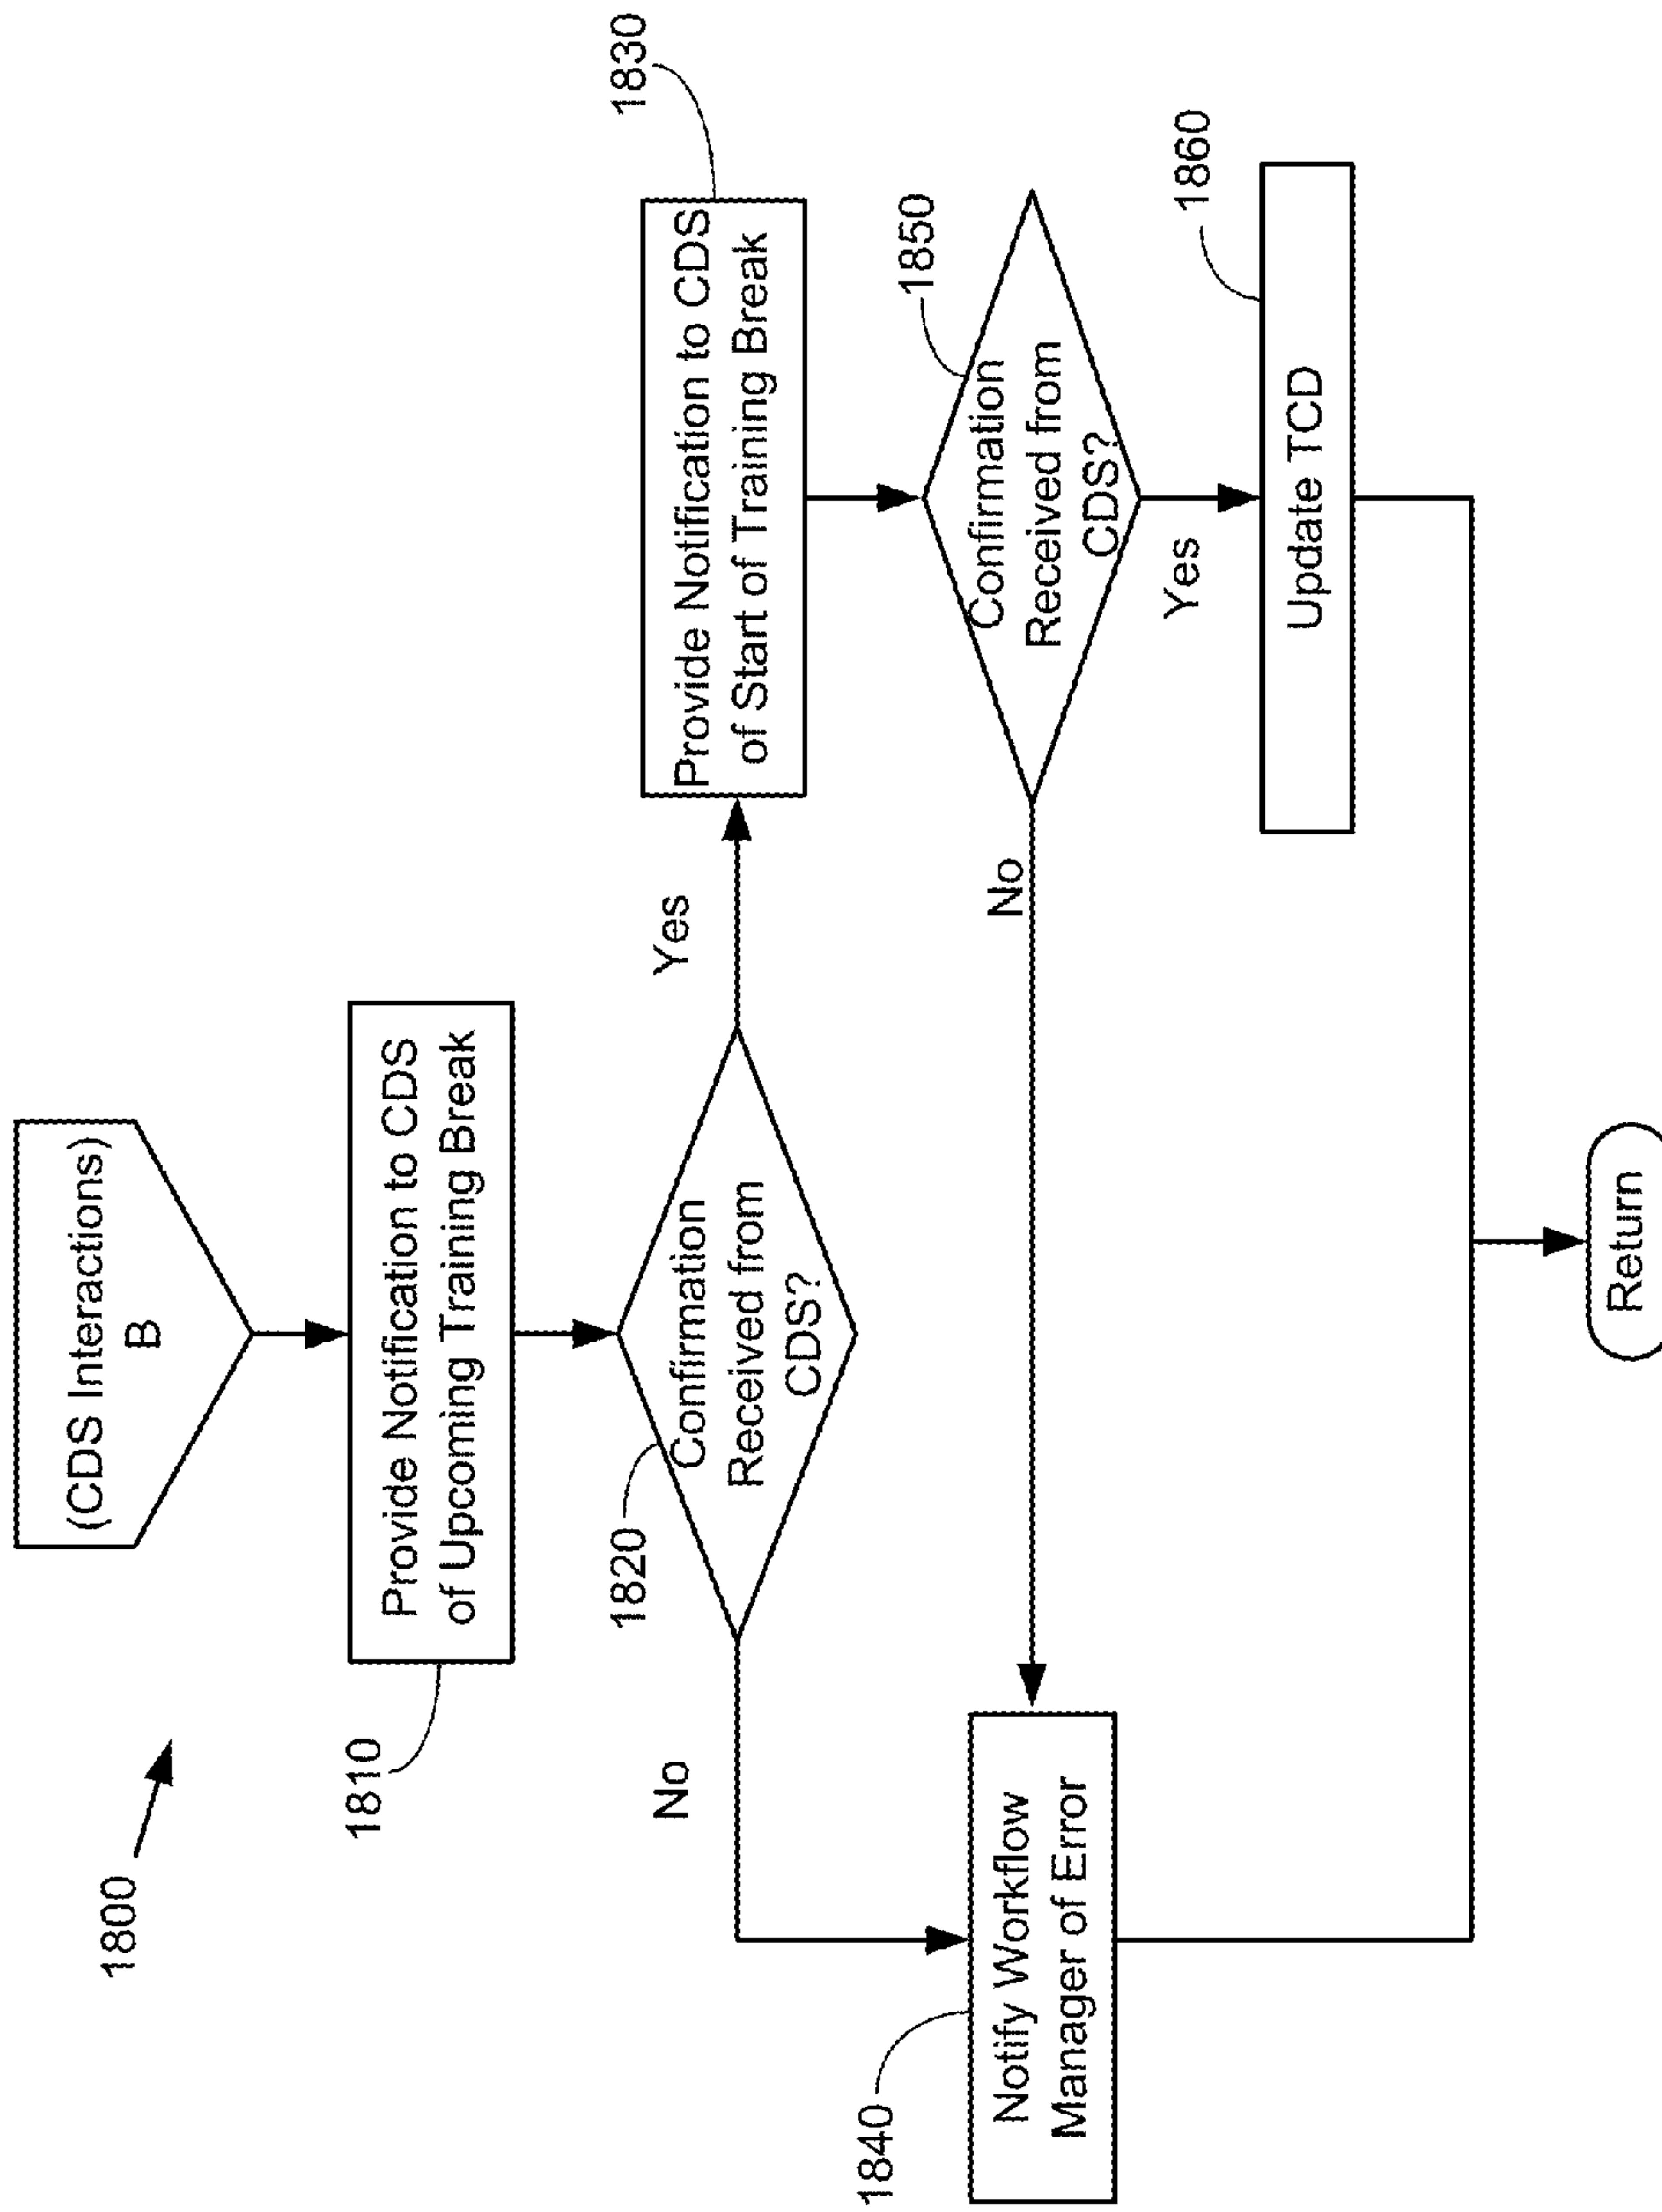 1800
(CDS Interactions)
B
1810
Provide Notification to CDS
of Upcoming Training Break
1820
Confirmation
Received from
CDS?
No
Yes
1830
Provide Notification to CDS
of Start of Training Break
1840
Notify Workflow
Manager of Error
1850
Confirmation
Received from
CDS?
No
Yes
1860
Update TCD
Return